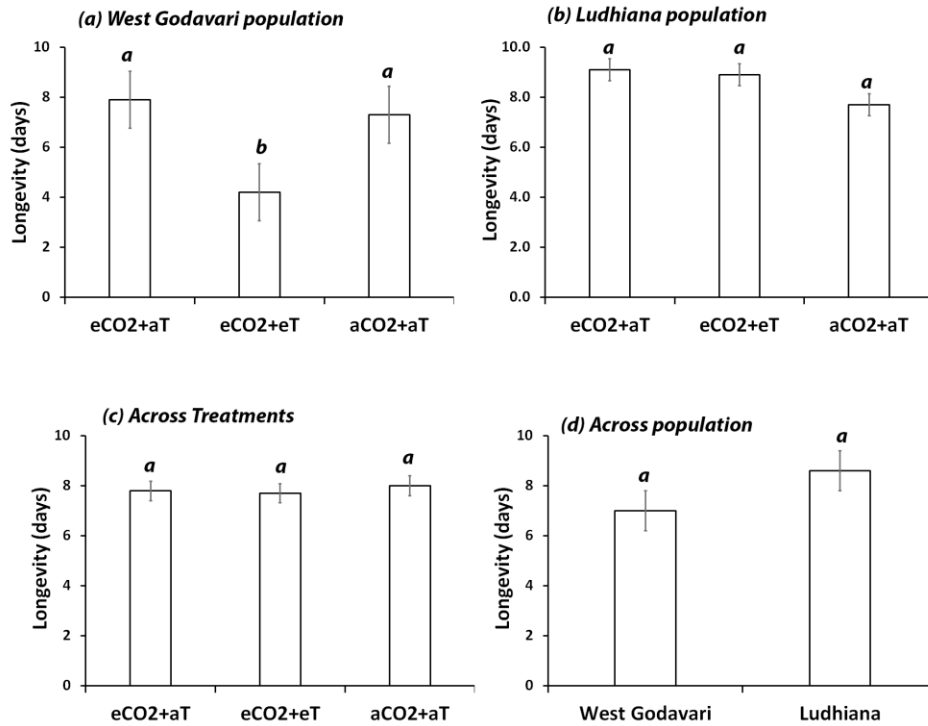 (a) West Godavari population
10
8
6
4
2
0
Longevity (days)
a
b
a
eCO2+aT
eCO2+eT
aCO2+aT
(b) Ludhiana population
10.0
8.0
6.0
4.0
2.0
0.0
Longevity (days)
a
a
a
eCO2+aT
eCO2+eT
aCO2+aT
(c) Across Treatments
10
8
6
4
2
0
Longevity (days)
a
a
a
eCO2+aT
eCO2+eT
aCO2+aT
(d) Across population
10
8
6
4
2
0
Longevity (days)
a
a
West Godavari
Ludhiana